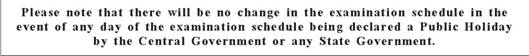 Please note that there will be no change in the examination schedule in the
event of any day of the examination schedule being declared a Public Holiday
by the Central Government or any State Government.